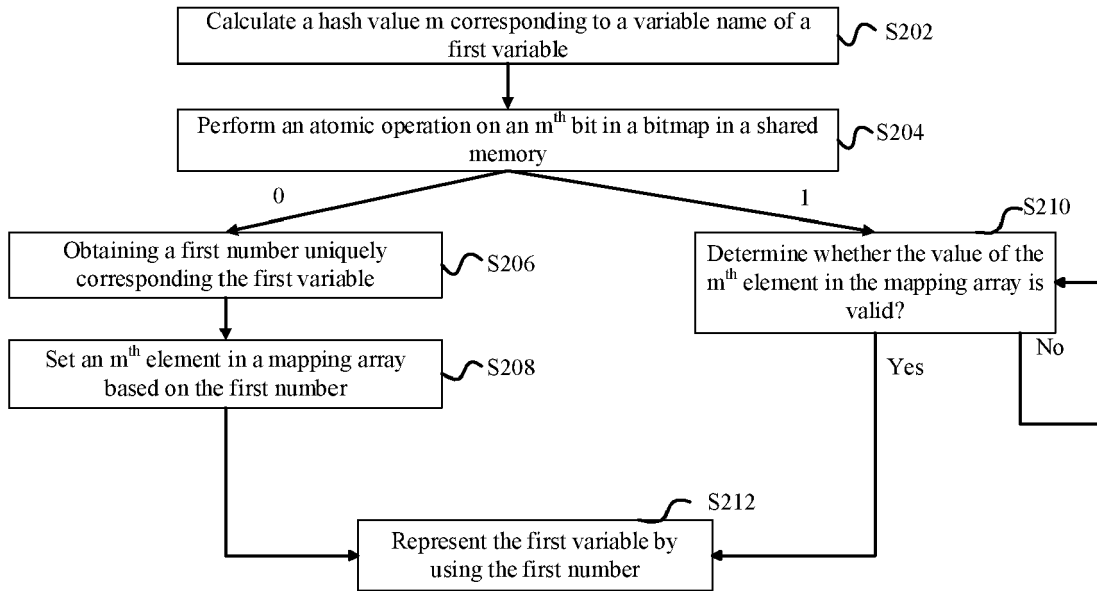 Calculate a hash value m corresponding to a variable name of a
first variable
S202
Perform an atomic operation on an mth bit in a bitmap in a shared
memory
S204
0
1
S210
Obtaining a first number uniquely
corresponding the first variable
S206
Determine whether the value of the
mth element in the mapping array is
valid?
Set an mth element in a mapping array
based on the first number
S208
No
Yes
S212
Represent the first variable by
using the first number